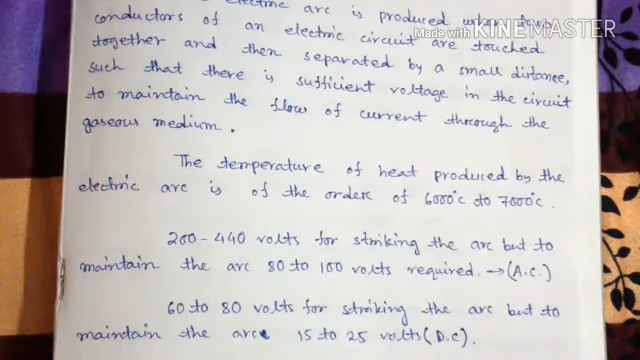 electric arc is produced when two
conductors of an electric circuit are touched
Made with KINEMASTER
together and then separated by a small distance,
such that there is sufficient voltage in the circuit
to maintain the flow of current through the
gaseous medium.
The temperature of heat produced by the
electric arc is of the order of 6000°c to 7000°c.
200-440 volts for striking the arc but to
maintain the arc 80 to 100 volts required. →(A.C.)
60 to 80 volts for striking the arc but to
maintain the arc 15 to 25 volts (D.C).